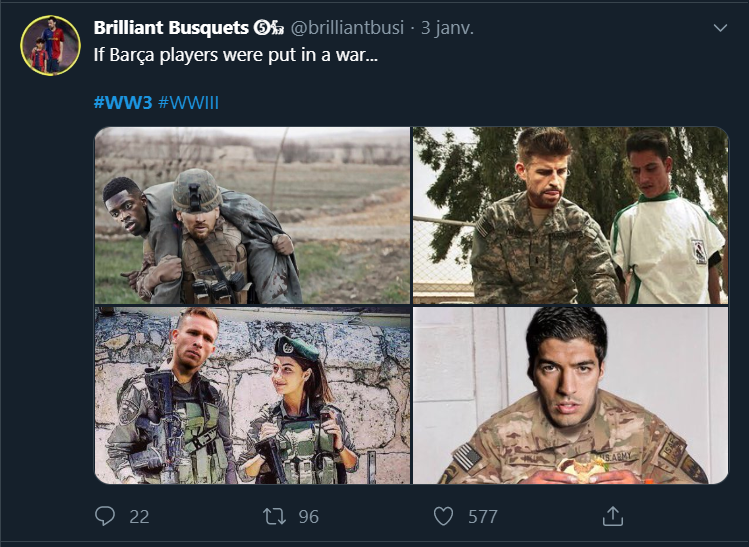 Brilliant Busquets @brilliantbusi · 3 janv.
If Barça players were put in a war...
#WW3 #WWIII
U.S. ARMY
22 96 577